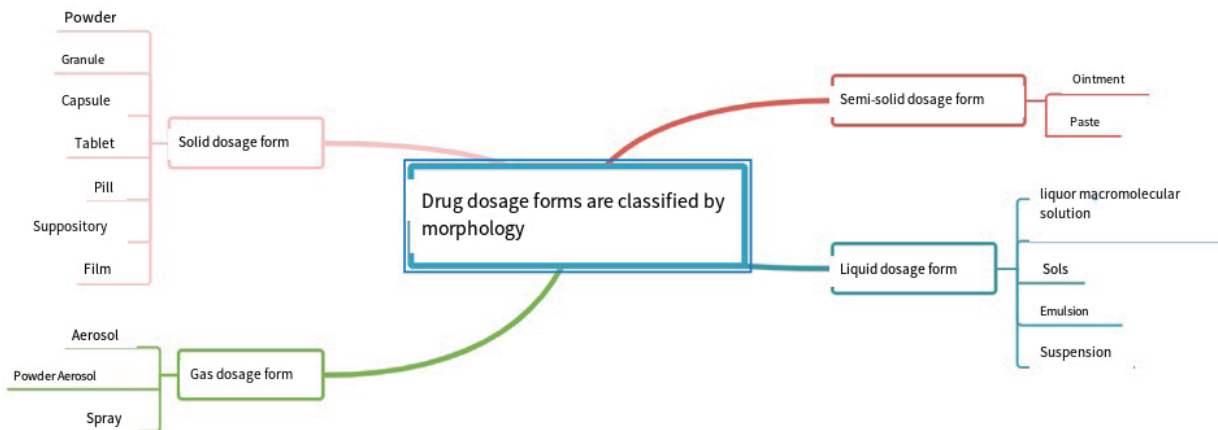 Powder
Granule
Capsule
Tablet
Pill
Suppository
Film
Solid dosage form
Aerosol
Powder Aerosol
Spray
Gas dosage form
Drug dosage forms are classified by
morphology
Semi-solid dosage form
Ointment
Paste
Liquid dosage form
liquor macromolecular
solution
Sols
Emulsion
Suspension